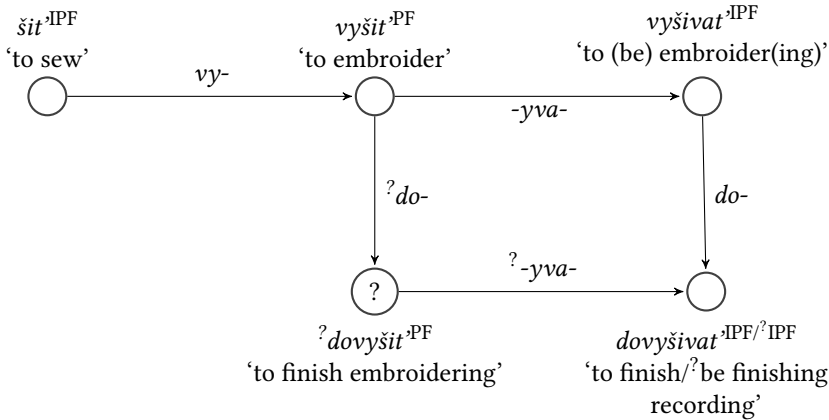 šit’IPF
‘to sew’
vy-
vyšit’PF
‘to embroider’
-yva-
vyšivat’IPF
‘to (be) embroider(ing)’
?do-
do-
?
?-yva-
?dovyšit’PF
‘to finish embroidering’
dovyšivat’IPF/?IPF
‘to finish/?be finishing
recording’